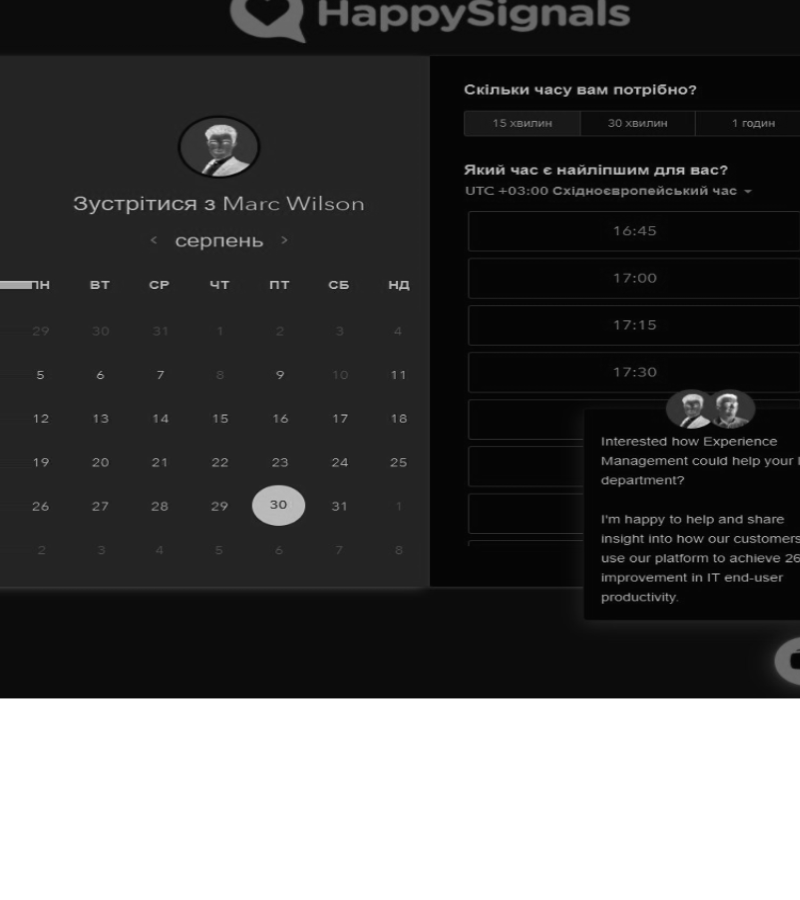 HappySignals
Зустрітися з Marc Wilson
< серпень >
ПН ВТ СР ЧТ ПТ СБ НД
29 30 31 1 2 3 4
5 6 7 8 9 10 11
12 13 14 15 16 17 18
19 20 21 22 23 24 25
26 27 28 29 30 31 1
2 3 4 5 6 7 8
Скільки часу вам потрібно?
15 хвилин 30 хвилин 1 годин
Який час є найліпшим для вас?
UTC +03:00 Східноєвропейський час
16:45
17:00
17:15
17:30
Interested how Experience
Management could help your
department?
I'm happy to help and share
insight into how our customers
use our platform to achieve 26
improvement in IT end-user
productivity.